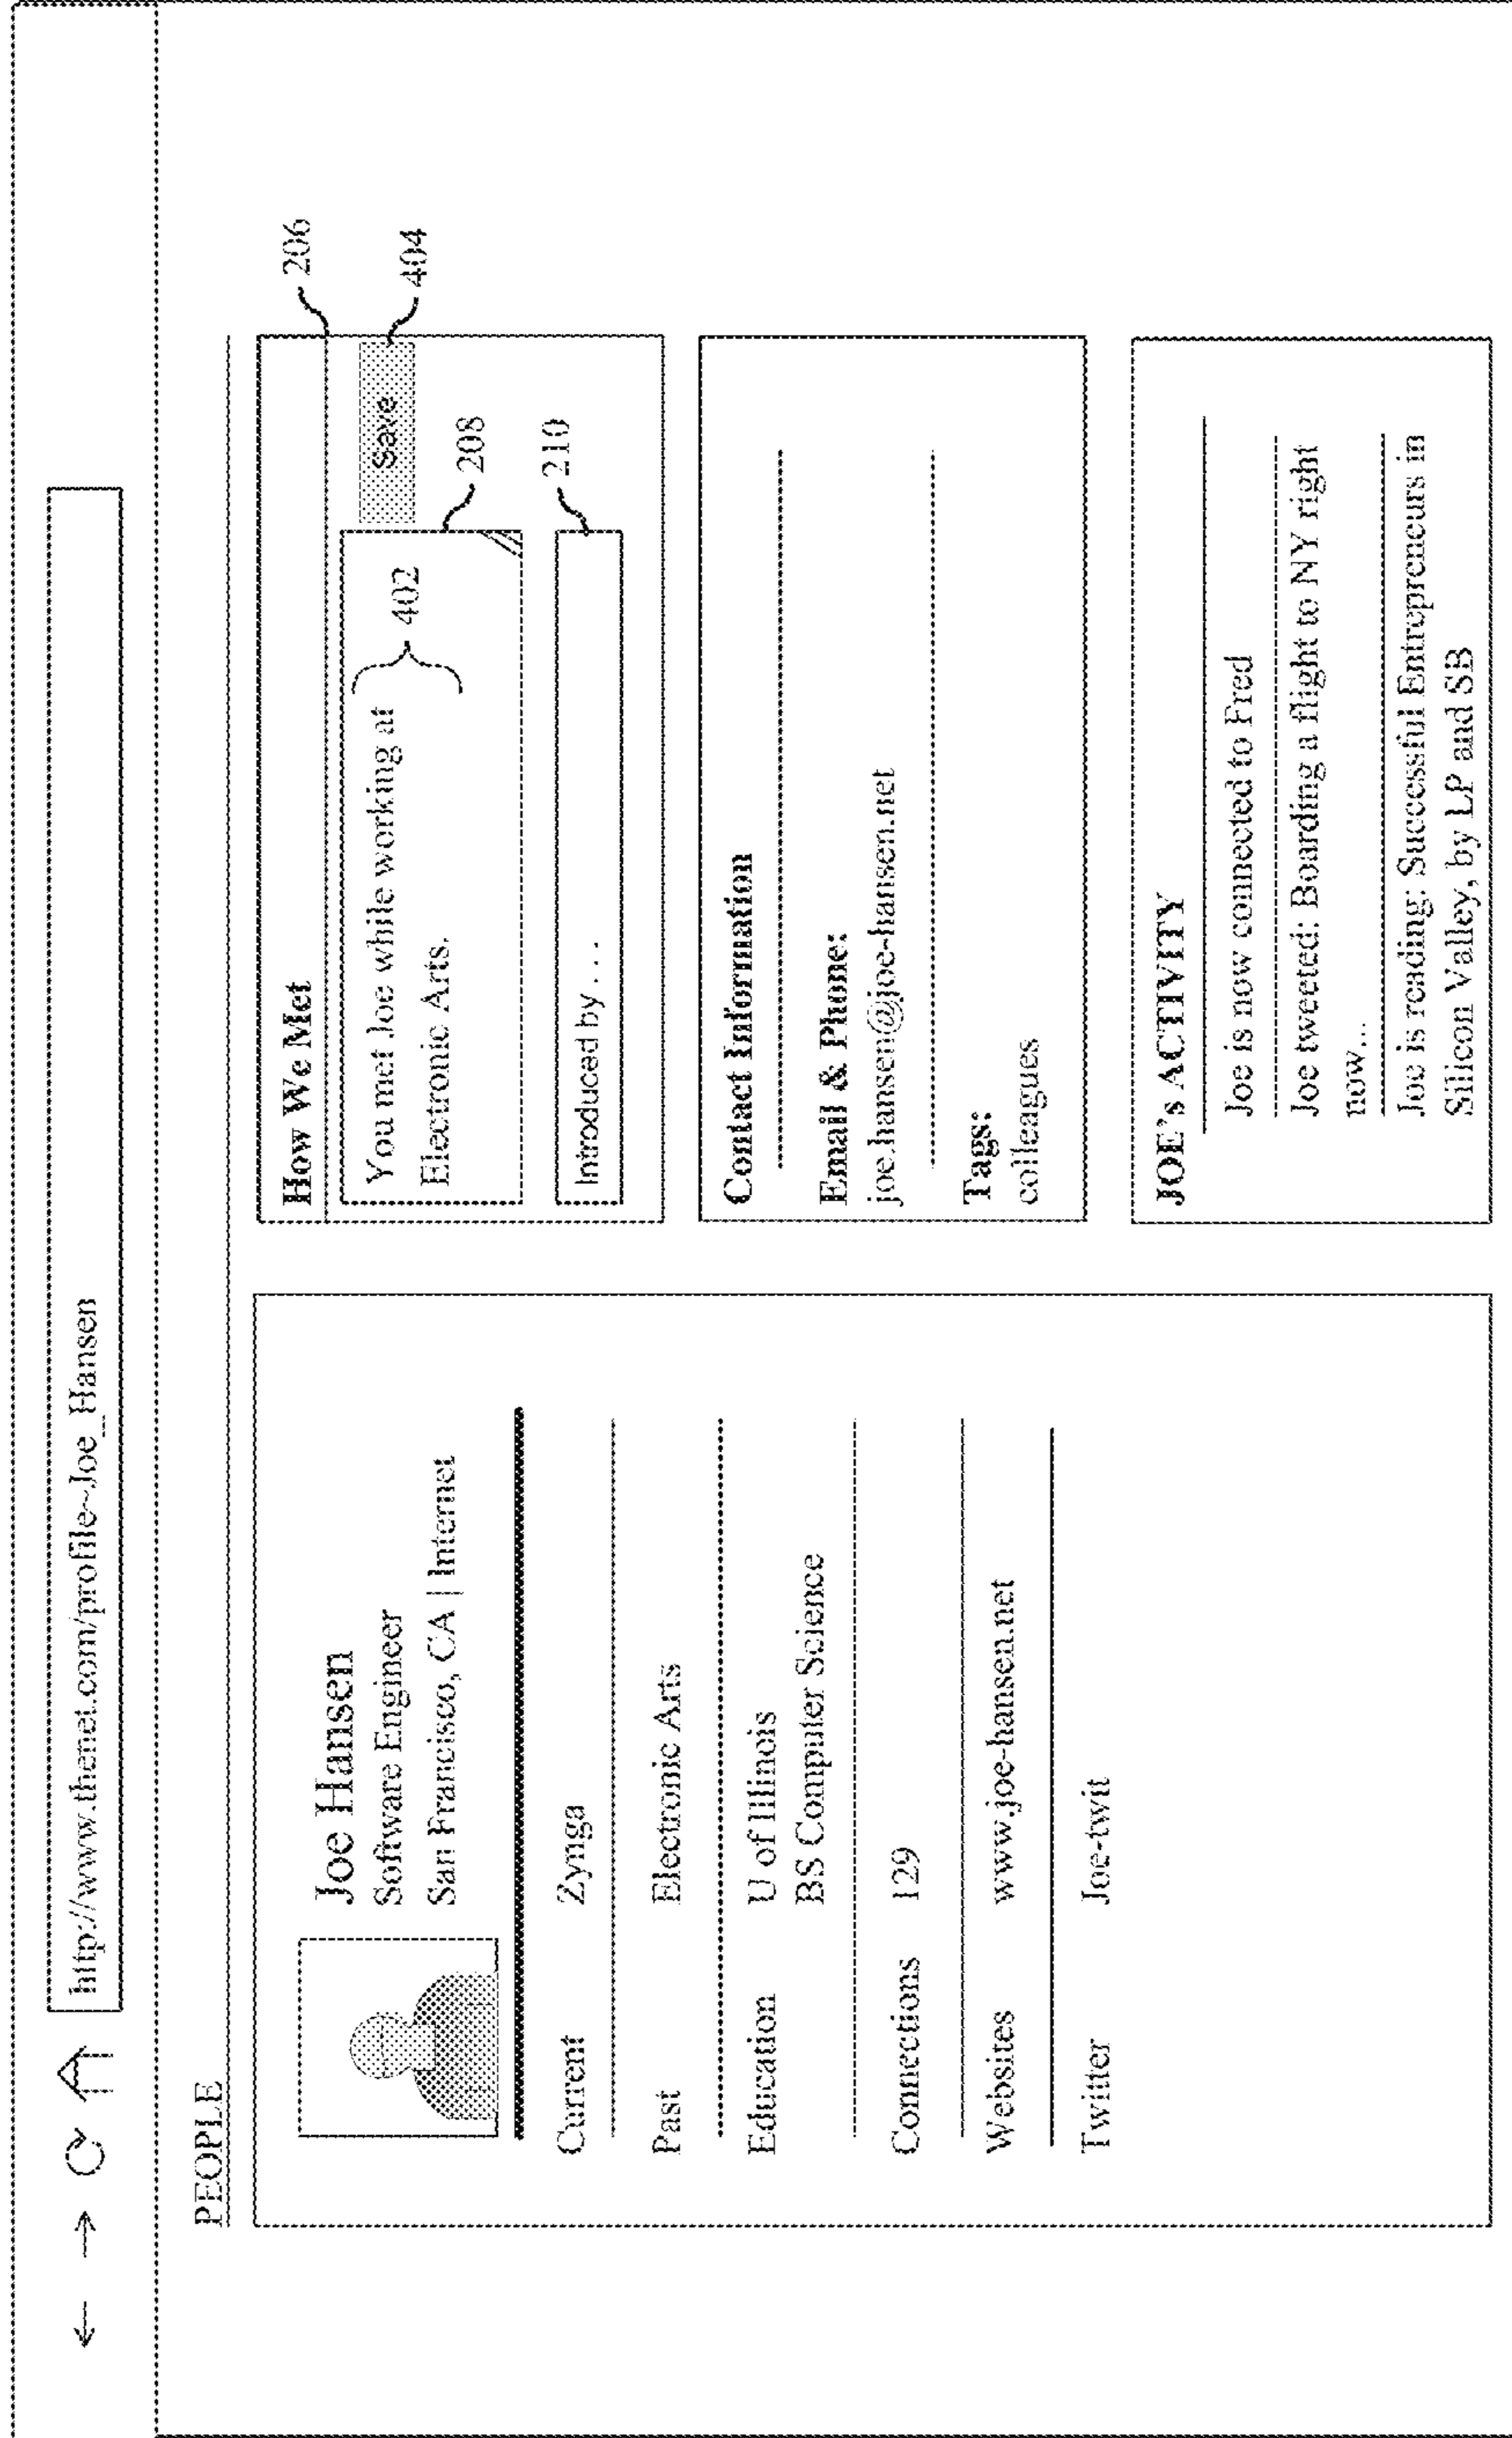 http://www.thenet.com/profile~Joe_Hansen
PEOPLE
Joe Hansen
Software Engineer
San Francisco, CA | Internet
Current Zynga
Past Electronic Arts
Education U of Illinois
BS Computer Science
Connections 129
Websites www.joe-hansen.net
Twitter Joe-twit
How We Met
206
You met Joe while working at
Electronic Arts.
402
Save
404
208
Introduced by . . .
210
Contact Information
Email & Phone:
joe.hansen@joe-hansen.net
Tags:
colleagues
JOE's ACTIVITY
Joe is now connected to Fred
Joe tweeted: Boarding a flight to NY right
now...
Joe is reading: Successful Entrepreneurs in
Silicon Valley, by LP and SB